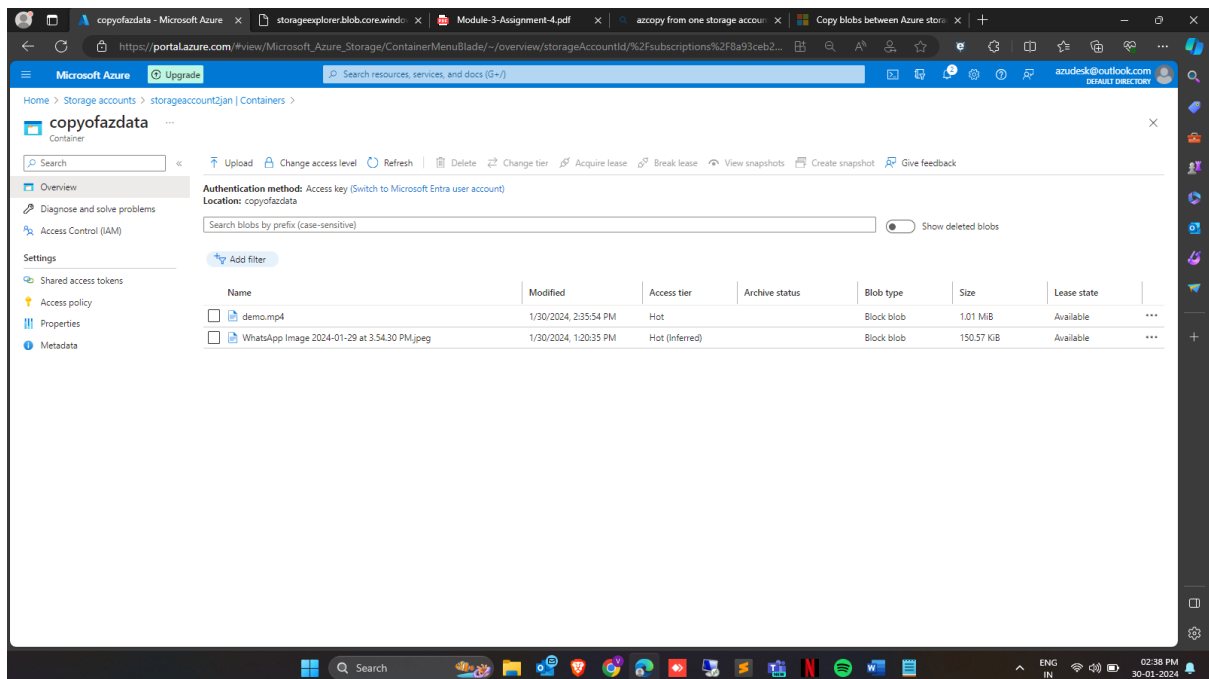 copyofazdata - Microsoft Azure
storageexplorer.blob.core.windo
Module-3-Assignment-4.pdf
azcopy from one storage accoun
Copy blobs between Azure stora
https://portal.azure.com/#view/Microsoft_Azure_Storage/ContainerMenuBlade/~/overview/storageAccountId/%2Fsubscriptions%2F8a93ceb2...
Microsoft Azure
Upgrade
Search resources, services, and docs (G+/)
2
azudesk@outlook.com
DEFAULT DIRECTORY
Home > Storage accounts > storageaccount2jan | Containers >
copyofazdata ...
Container
Search
Upload Change access level Refresh Delete Change tier Acquire lease Break lease View snapshots Create snapshot Give feedback
Overview
Diagnose and solve problems
Access Control (IAM)
Settings
Shared access tokens
Access policy
Properties
Metadata
Authentication method: Access key (Switch to Microsoft Entra user account)
Location: copyofazdata
Search blobs by prefix (case-sensitive)
Show deleted blobs
Add filter
Name Modified Access tier Archive status Blob type Size Lease state
demo.mp4 1/30/2024, 2:35:54 PM Hot Block blob 1.01 MiB Available ...
WhatsApp Image 2024-01-29 at 3.54.30 PM.jpeg 1/30/2024, 1:20:35 PM Hot (Inferred) Block blob 150.57 KiB Available ...
Search
ENG
IN
02:38 PM
30-01-2024